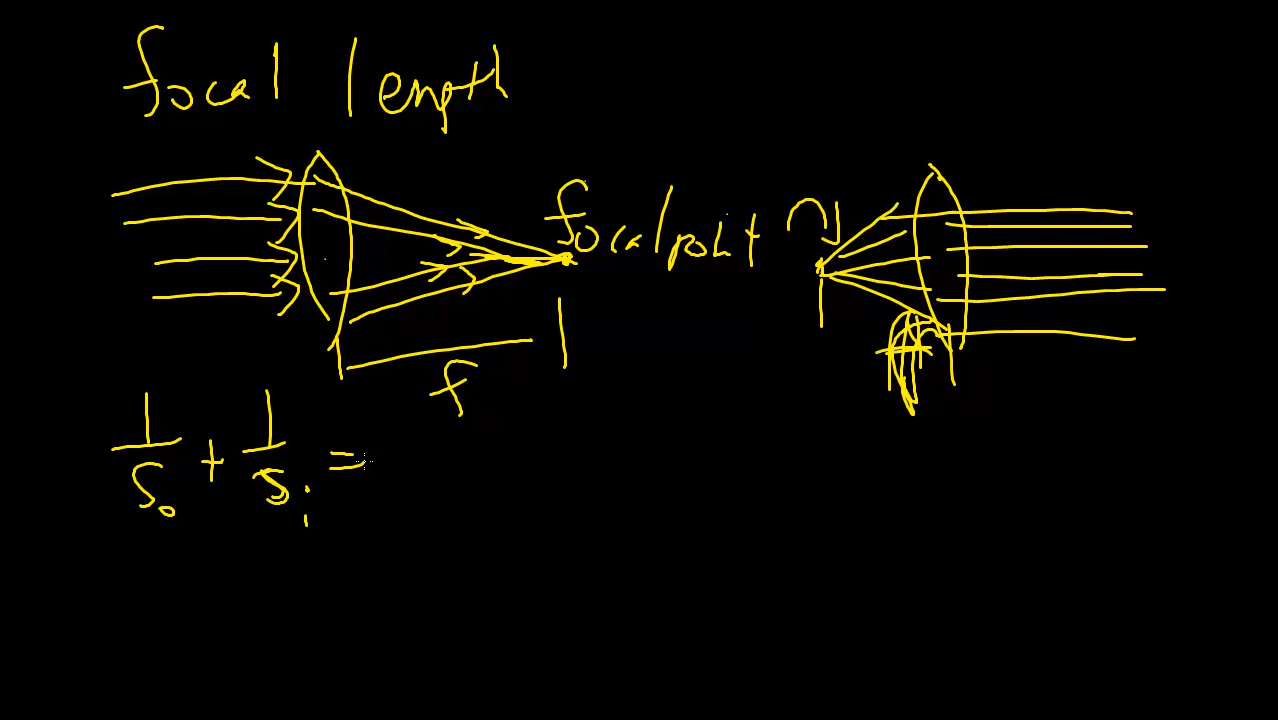 focal length
focal point
f
1/s₀ + 1/sᵢ =